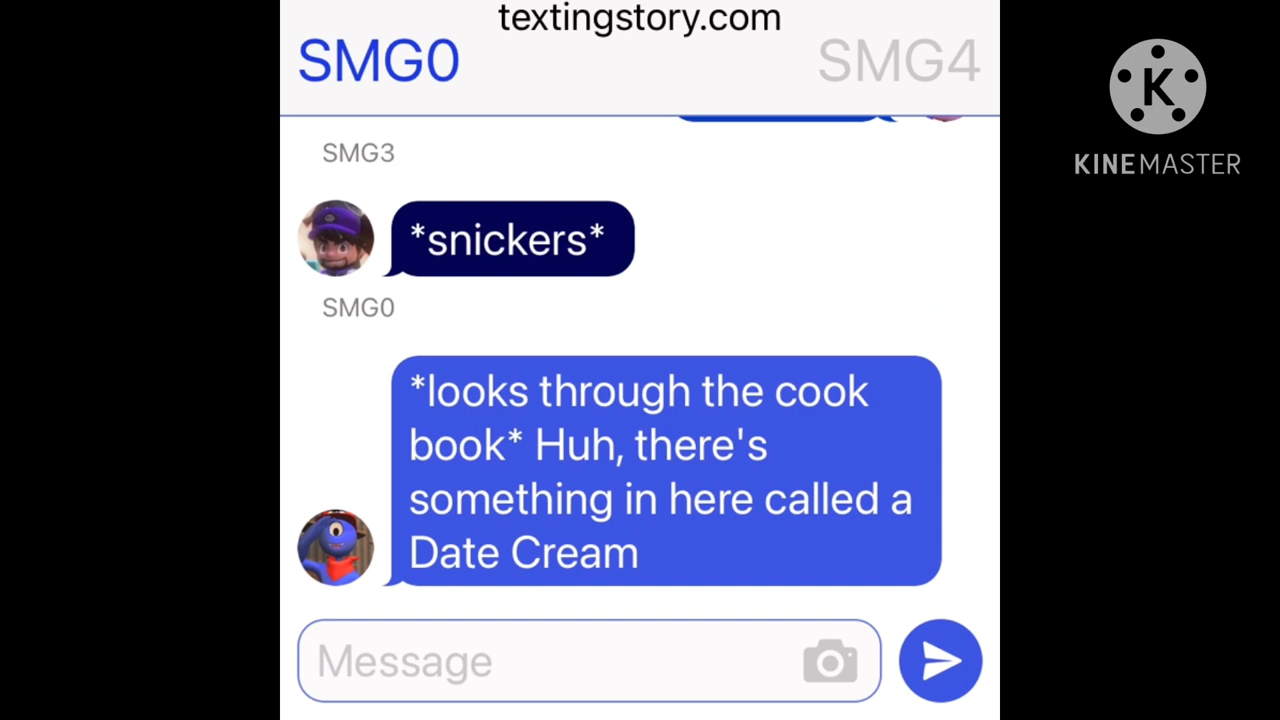 textingstory.com
SMG0
SMG4
K
KINEMASTER
SMG3
*snickers*
SMG0
*looks through the cook
book* Huh, there's
something in here called a
Date Cream
Message